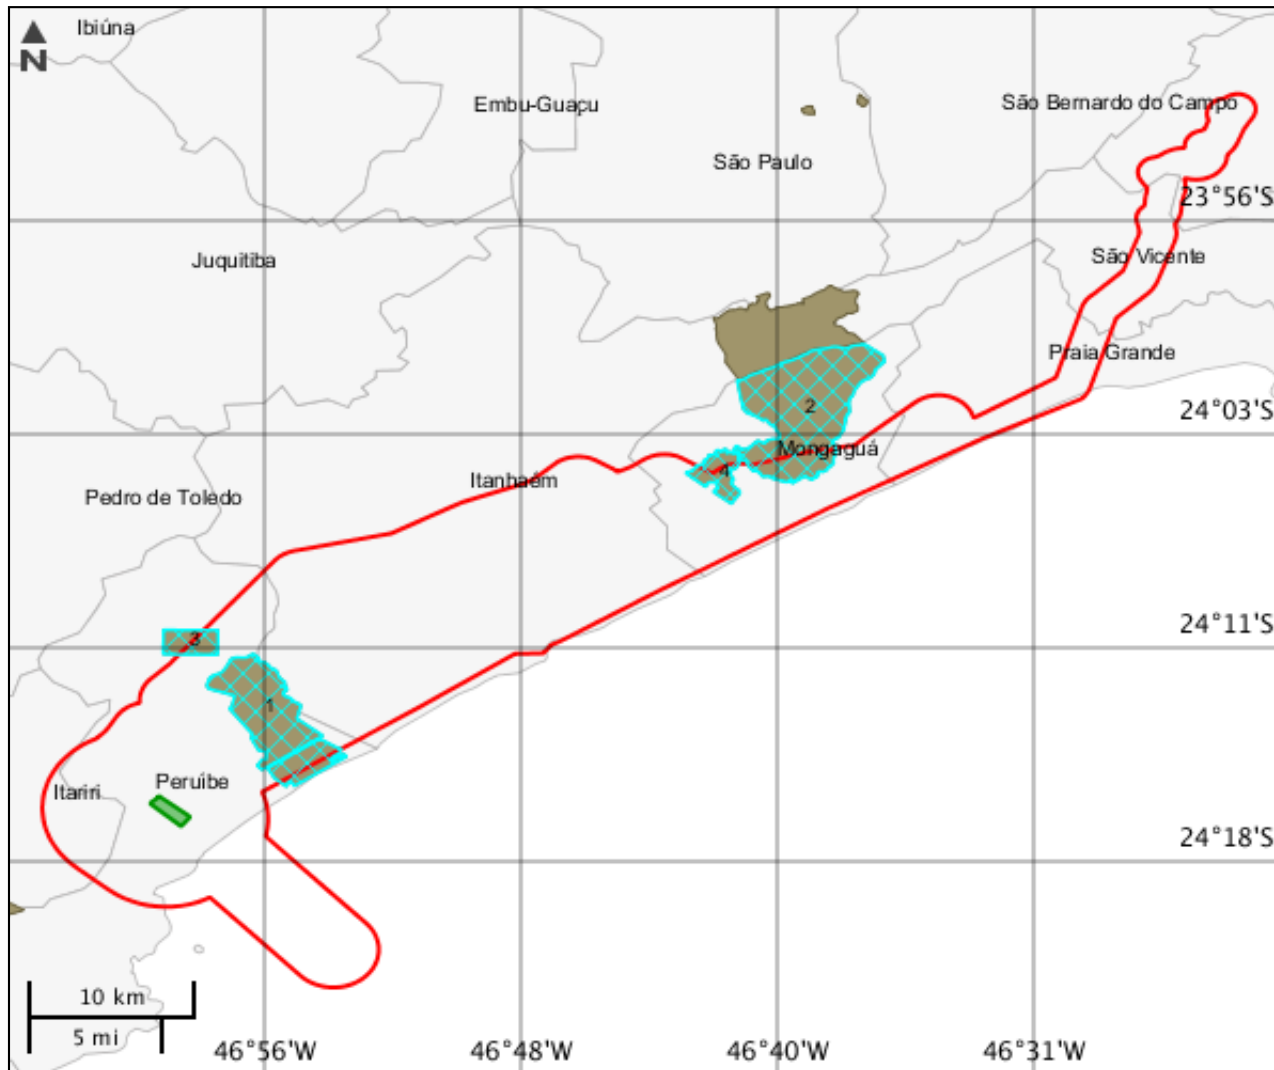 Ibiúna
N
Embu-Guaçu
São Bernardo do Campo
São Paulo
23°56'S
Juquitiba
São Vicente
Praia Grande
2
24°03'S
Mongaguá
4
Itanhaém
Pedro de Toledo
24°11'S
3
1
Peruíbe
Itariri
24°18'S
10 km
5 mi
46°56'W
46°48'W
46°40'W
46°31'W